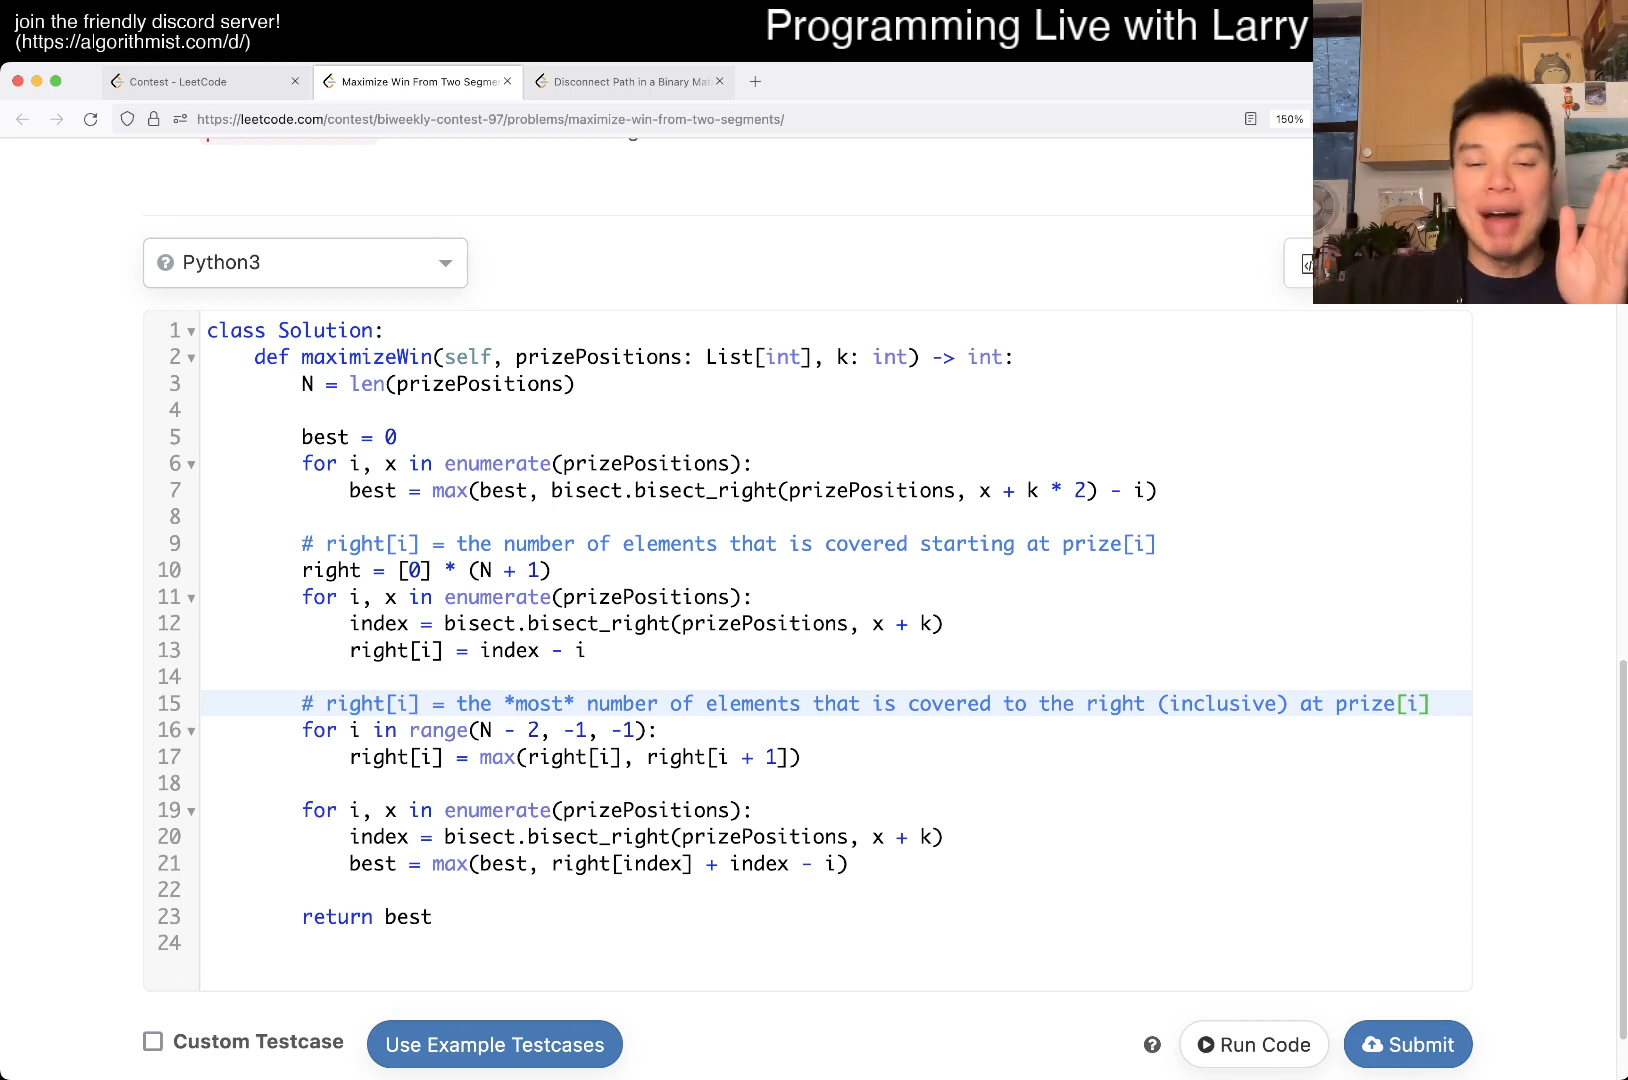 join the friendly discord server!
(https://algorithmist.com/d/)
Programming Live with Larry
Contest - LeetCode
Maximize Win From Two Segme
Disconnect Path in a Binary Mat
https://leetcode.com/contest/biweekly-contest-97/problems/maximize-win-from-two-segments/
150%
Python3
1 class Solution:
2 def maximizeWin(self, prizePositions: List[int], k: int) -> int:
3 N = len(prizePositions)
4
5 best = 0
6 for i, x in enumerate(prizePositions):
7 best = max(best, bisect.bisect_right(prizePositions, x + k * 2) - i)
8
9 # right[i] = the number of elements that is covered starting at prize[i]
10 right = [0] * (N + 1)
11 for i, x in enumerate(prizePositions):
12 index = bisect.bisect_right(prizePositions, x + k)
13 right[i] = index - i
14
15 # right[i] = the *most* number of elements that is covered to the right (inclusive) at prize[i]
16 for i in range(N - 2, -1, -1):
17 right[i] = max(right[i], right[i + 1])
18
19 for i, x in enumerate(prizePositions):
20 index = bisect.bisect_right(prizePositions, x + k)
21 best = max(best, right[index] + index - i)
22
23 return best
24
Custom Testcase
Use Example Testcases
Run Code
Submit